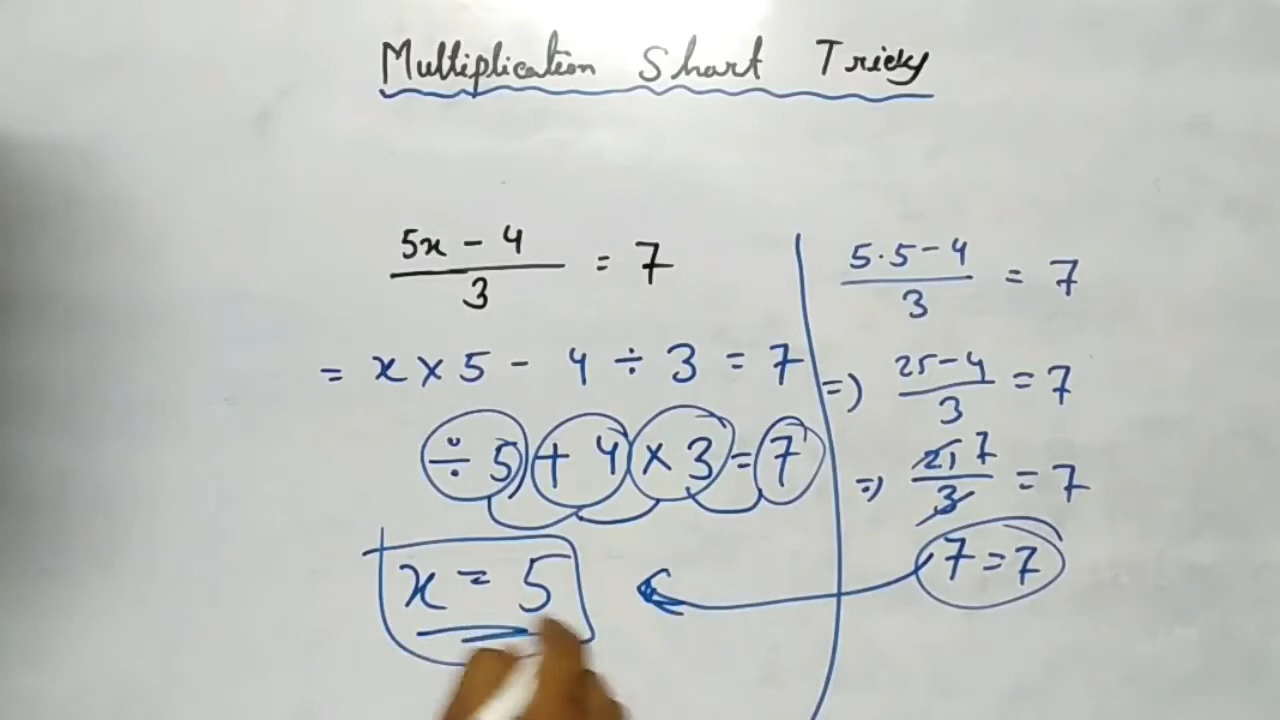 Multiplication Short Tricky
5x - 4 / 3 = 7
= x × 5 - 4 ÷ 3 = 7
÷ 5 + 4 × 3 = 7
x = 5
5·5 - 4 / 3 = 7
=) 25 - 4 / 3 = 7
=) 21 7 / 3 = 7
7 = 7